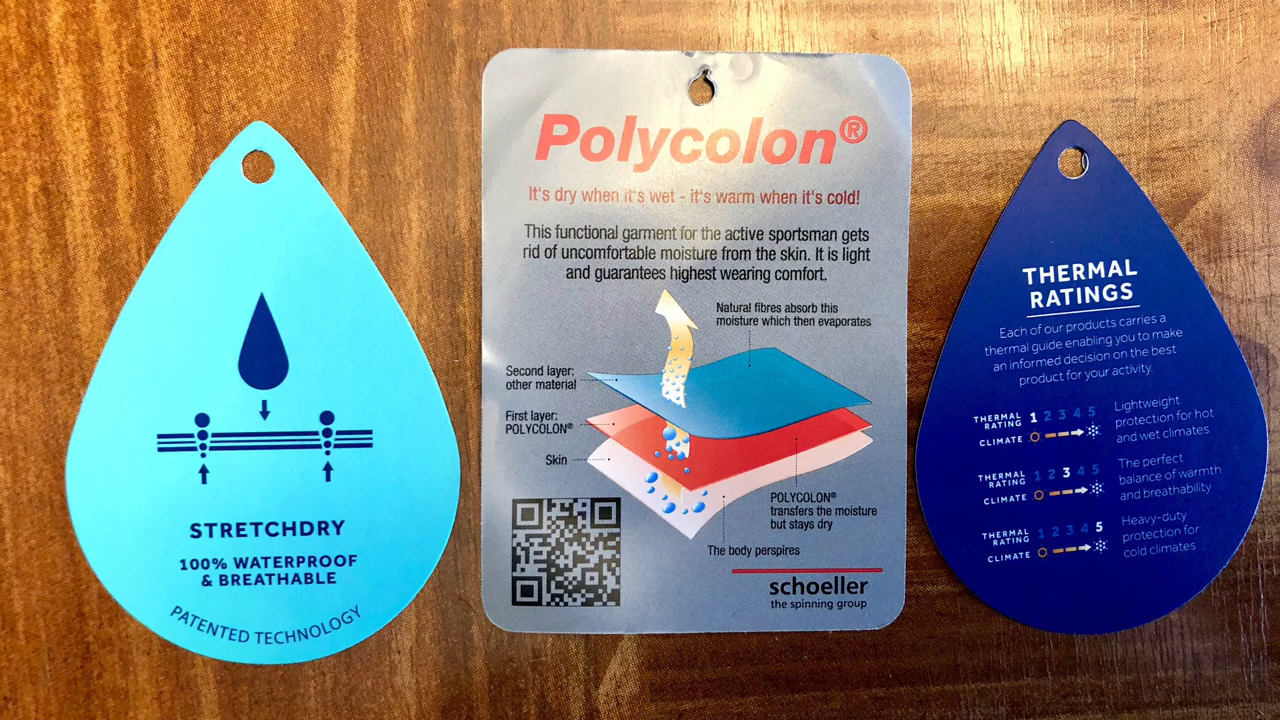 STRETCHDRY
100% WATERPROOF
& BREATHABLE
PATENTED TECHNOLOGY
Polycolon®
It's dry when it's wet - it's warm when it's cold!
This functional garment for the active sportsman gets
rid of uncomfortable moisture from the skin. It is light
and guarantees highest wearing comfort.
Natural fibres absorb this
moisture which then evaporates
Second layer:
other material
First layer:
POLYCOLON®
Skin
POLYCOLON®
transfers the moisture
but stays dry
The body perspires
schoeller
the spinning group
THERMAL
RATINGS
Each of our products carries a
thermal guide enabling you to make
an informed decision on the best
product for your activity.
THERMAL
RATING
1 2 3 4 5
CLIMATE
Lightweight
protection for hot
and wet climates
THERMAL
RATING
1 2 3 4 5
CLIMATE
The perfect
balance of warmth
and breathability
THERMAL
RATING
1 2 3 4 5
CLIMATE
Heavy-duty
protection for
cold climates